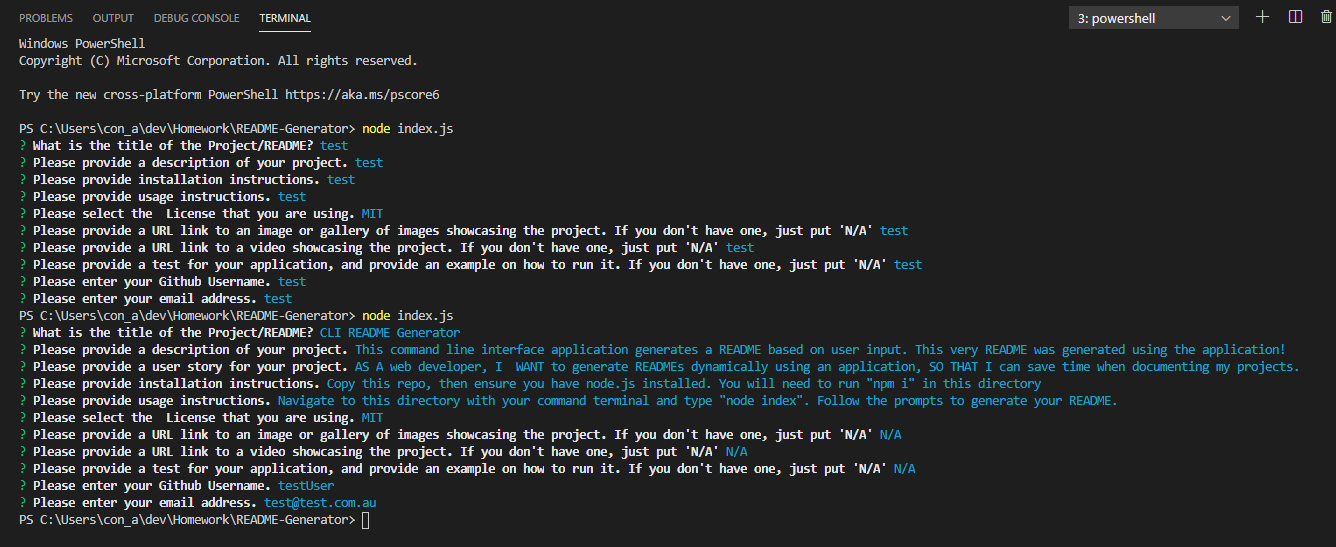 PROBLEMS OUTPUT DEBUG CONSOLE TERMINAL 3: powershell
Windows PowerShell
Copyright (C) Microsoft Corporation. All rights reserved.
Try the new cross-platform PowerShell https://aka.ms/pscore6
PS C:\Users\con_a\dev\Homework\README-Generator> node index.js
? What is the title of the Project/README? test
? Please provide a description of your project. test
? Please provide installation instructions. test
? Please provide usage instructions. test
? Please select the  License that you are using. MIT
? Please provide a URL link to an image or gallery of images showcasing the project. If you don't have one, just put 'N/A' test
? Please provide a URL link to a video showcasing the project. If you don't have one, just put 'N/A' test
? Please provide a test for your application, and provide an example on how to run it. If you don't have one, just put 'N/A' test
? Please enter your Github Username. test
? Please enter your email address. test
PS C:\Users\con_a\dev\Homework\README-Generator> node index.js
? What is the title of the Project/README? CLI README Generator
? Please provide a description of your project. This command line interface application generates a README based on user input. This very README was generated using the application!
? Please provide a user story for your project. AS A web developer, I  WANT to generate READMEs dynamically using an application, SO THAT I can save time when documenting my projects.
? Please provide installation instructions. Copy this repo, then ensure you have node.js installed. You will need to run "npm i" in this directory
? Please provide usage instructions. Navigate to this directory with your command terminal and type "node index". Follow the prompts to generate your README.
? Please select the  License that you are using. MIT
? Please provide a URL link to an image or gallery of images showcasing the project. If you don't have one, just put 'N/A' N/A
? Please provide a URL link to a video showcasing the project. If you don't have one, just put 'N/A' N/A
? Please provide a test for your application, and provide an example on how to run it. If you don't have one, just put 'N/A' N/A
? Please enter your Github Username. testUser
? Please enter your email address. test@test.com.au
PS C:\Users\con_a\dev\Homework\README-Generator>